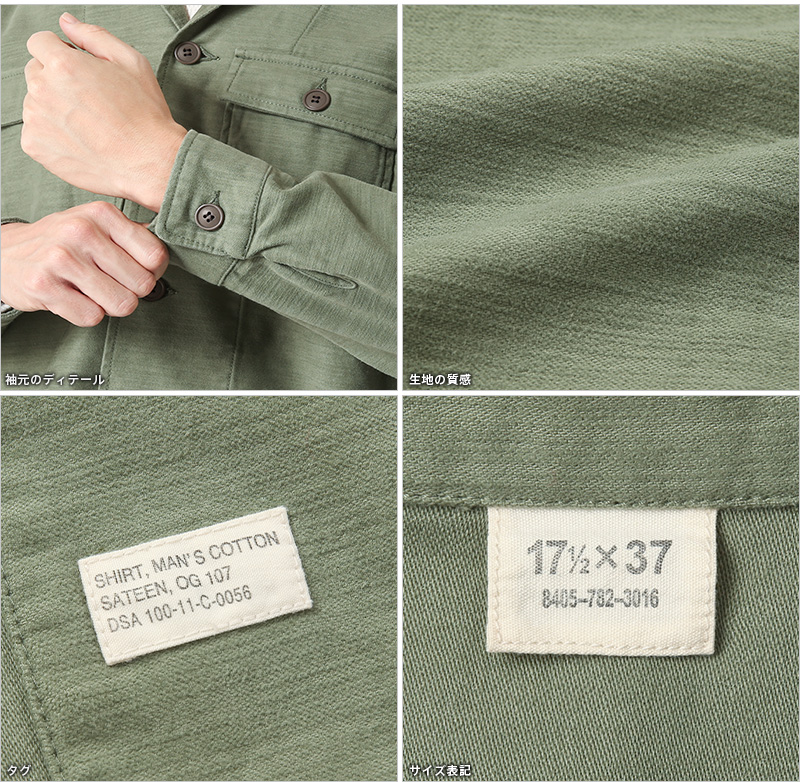 袖元のディテール
生地の質感
SHIRT, MAN'S COTTON
SATEEN, OG 107
DSA 100-11-C-0056
タグ
17½×37
8405-782-3016
サイズ表記